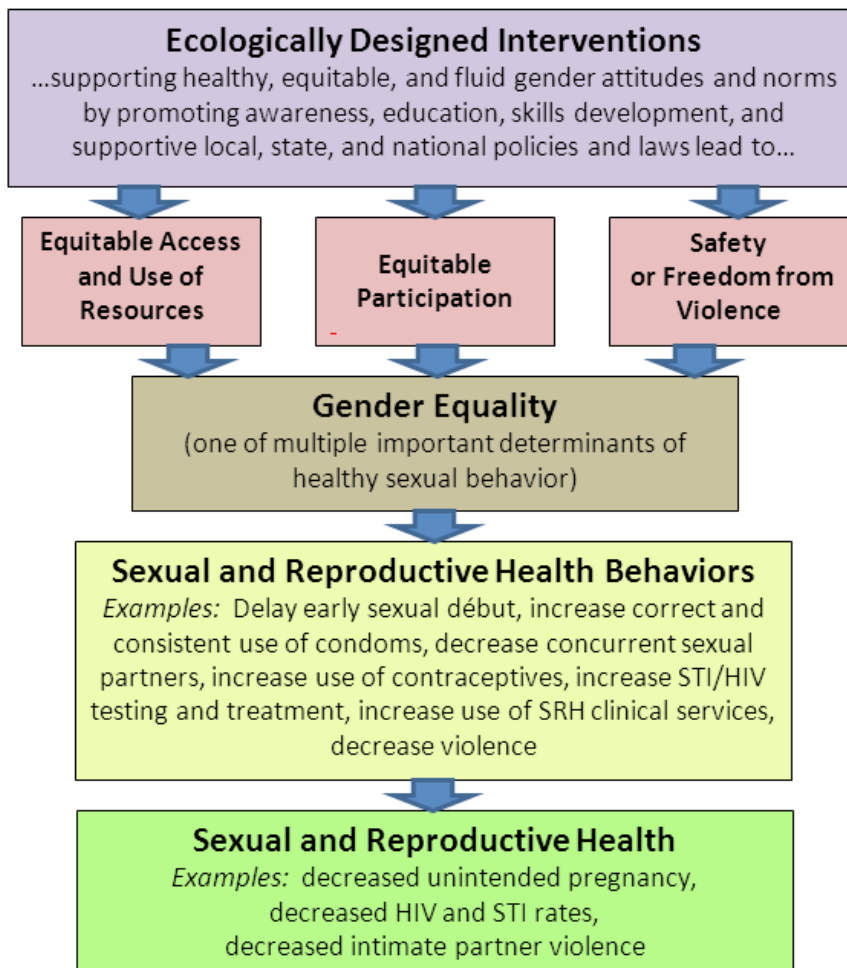 Ecologically Designed Interventions
…supporting healthy, equitable, and fluid gender attitudes and norms
by promoting awareness, education, skills development, and
supportive local, state, and national policies and laws lead to…
Equitable Access
and Use of
Resources
Equitable
Participation
Safety
or Freedom from
Violence
Gender Equality
(one of multiple important determinants of
healthy sexual behavior)
Sexual and Reproductive Health Behaviors
Examples: Delay early sexual début, increase correct and
consistent use of condoms, decrease concurrent sexual
partners, increase use of contraceptives, increase STI/HIV
testing and treatment, increase use of SRH clinical services,
decrease violence
Sexual and Reproductive Health
Examples: decreased unintended pregnancy,
decreased HIV and STI rates,
decreased intimate partner violence